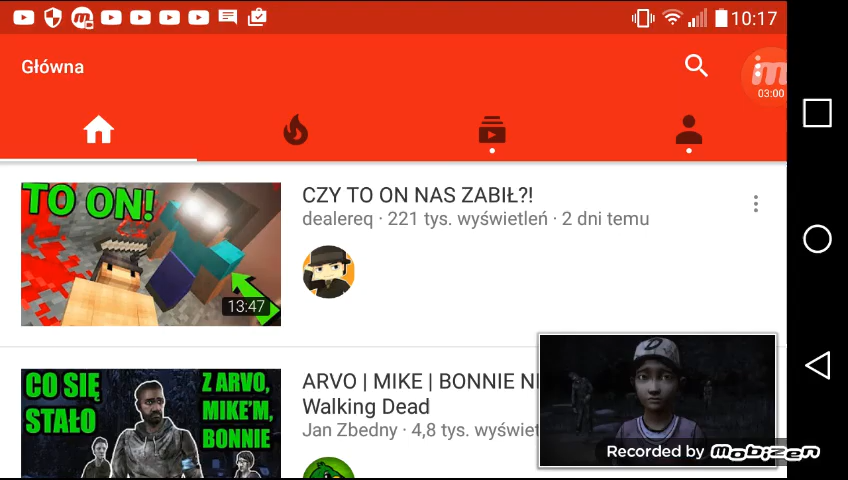 10:17
Główna
03:00
TO ON!
13:47
CZY TO ON NAS ZABIŁ?!
dealereq · 221 tys. wyświetleń · 2 dni temu
CO SIĘ
STAŁO
Z ARVO,
MIKE'M,
BONNIE
ARVO | MIKE | BONNIE
Walking Dead
Jan Zbedny · 4,8 tys.
D
Recorded by Mobizen